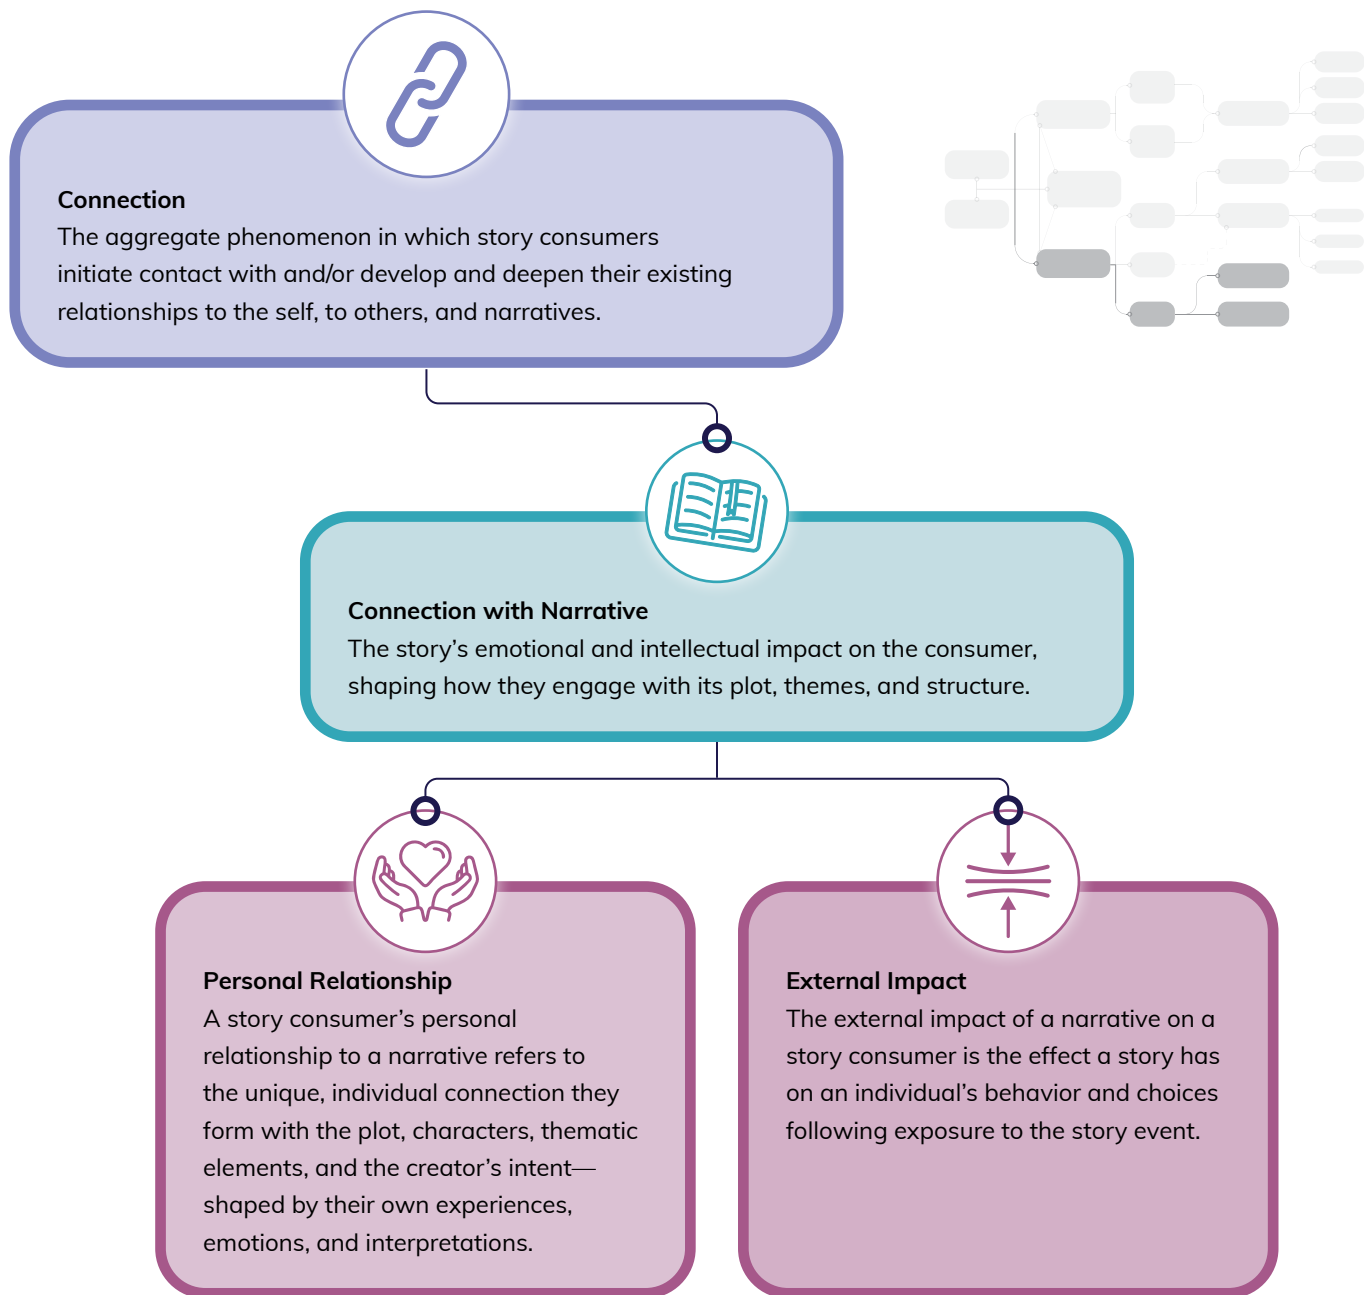 Connection
The aggregate phenomenon in which story consumers
initiate contact with and/or develop and deepen their existing
relationships to the self, to others, and narratives.
Connection with Narrative
The story’s emotional and intellectual impact on the consumer,
shaping how they engage with its plot, themes, and structure.
Personal Relationship
A story consumer’s personal
relationship to a narrative refers to
the unique, individual connection they
form with the plot, characters, thematic
elements, and the creator’s intent—
shaped by their own experiences,
emotions, and interpretations.
External Impact
The external impact of a narrative on a
story consumer is the effect a story has
on an individual’s behavior and choices
following exposure to the story event.